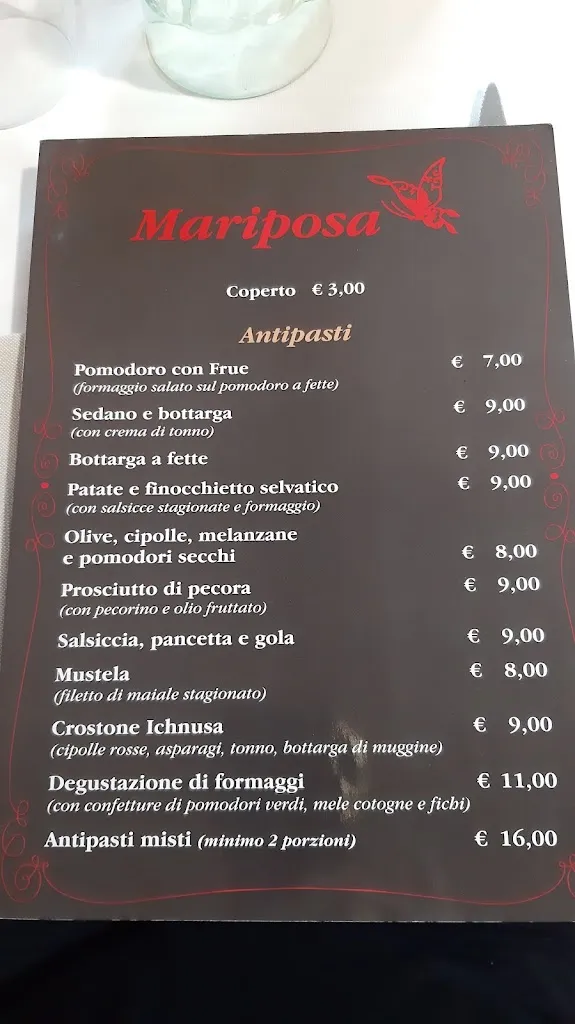 Mariposa
Coperto € 3,00
Antipasti
Pomodoro con Frue € 7,00
(formaggio salato sul pomodoro a fette)
Sedano e bottarga € 9,00
(con crema di tonno)
Bottarga a fette € 9,00
Patate e finocchietto selvatico € 9,00
(con salsicce stagionate e formaggio)
Olive, cipolle, melanzane
e pomodori secchi € 8,00
Prosciutto di pecora € 9,00
(con pecorino e olio fruttato)
Salsiccia, pancetta e gola € 9,00
Mustela € 8,00
(filetto di maiale stagionato)
Crostone Ichnusa € 9,00
(cipolle rosse, asparagi, tonno, bottarga di muggine)
Degustazione di formaggi € 11,00
(con confetture di pomodori verdi, mele cotogne e fichi)
Antipasti misti (minimo 2 porzioni) € 16,00